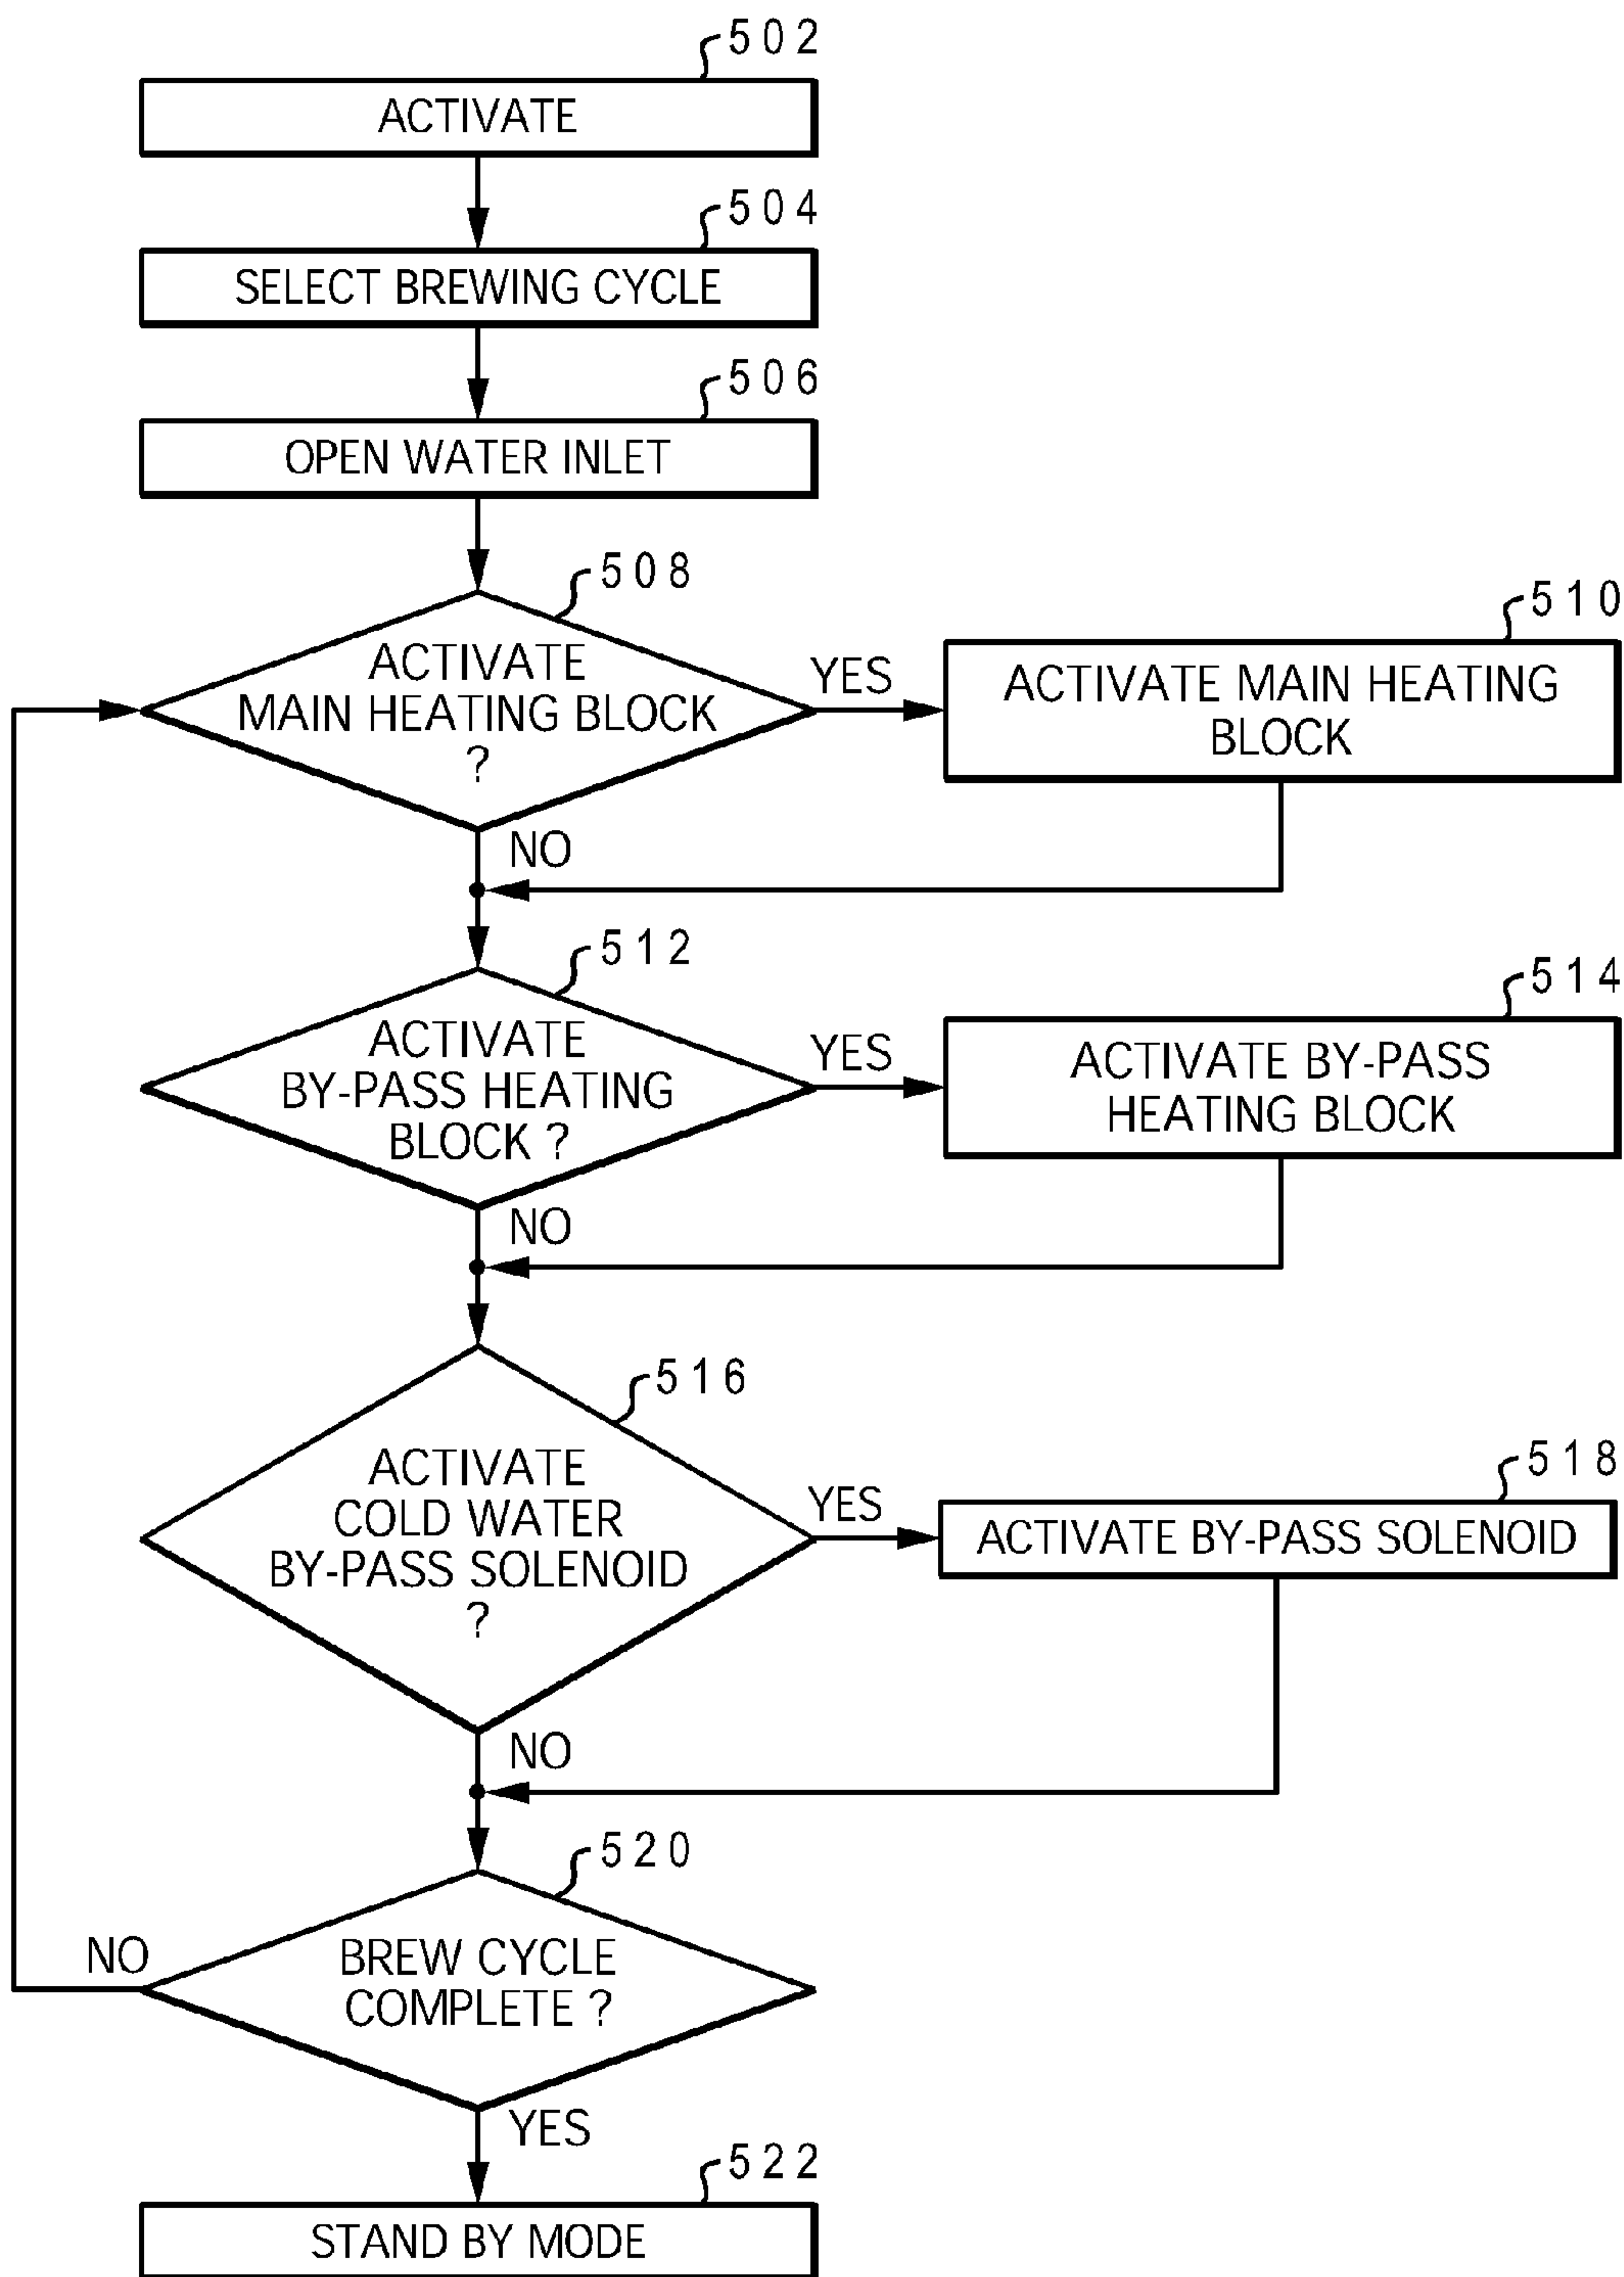 502
ACTIVATE
504
SELECT BREWING CYCLE
506
OPEN WATER INLET
508
ACTIVATE
MAIN HEATING BLOCK
?
YES
510
ACTIVATE MAIN HEATING
BLOCK
NO
512
ACTIVATE
BY-PASS HEATING
BLOCK ?
YES
514
ACTIVATE BY-PASS
HEATING BLOCK
NO
516
ACTIVATE
COLD WATER
BY-PASS SOLENOID
?
YES
518
ACTIVATE BY-PASS SOLENOID
NO
520
BREW CYCLE
COMPLETE ?
NO
YES
522
STAND BY MODE